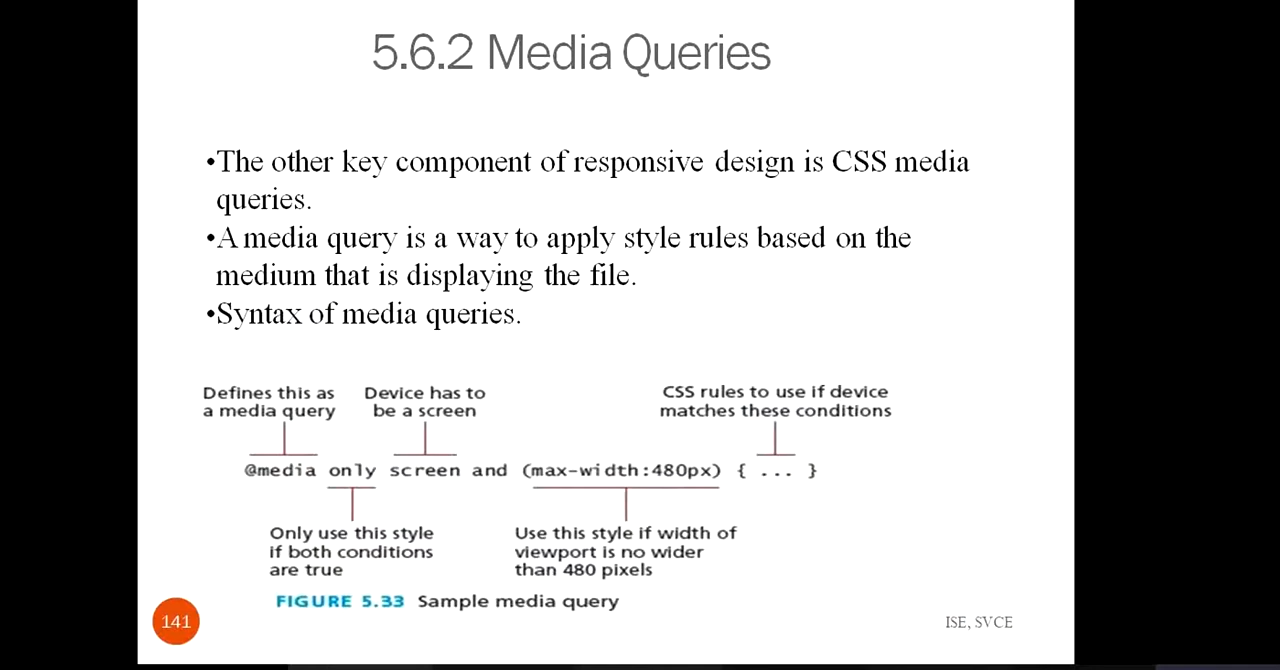 5.6.2 Media Queries
•The other key component of responsive design is CSS media
queries.
•A media query is a way to apply style rules based on the
medium that is displaying the file.
•Syntax of media queries.
Defines this as
a media query
Device has to
be a screen
CSS rules to use if device
matches these conditions
@media only screen and (max-width:480px) { ... }
Only use this style
if both conditions
are true
Use this style if width of
viewport is no wider
than 480 pixels
FIGURE 5.33 Sample media query
141
ISE, SVCE